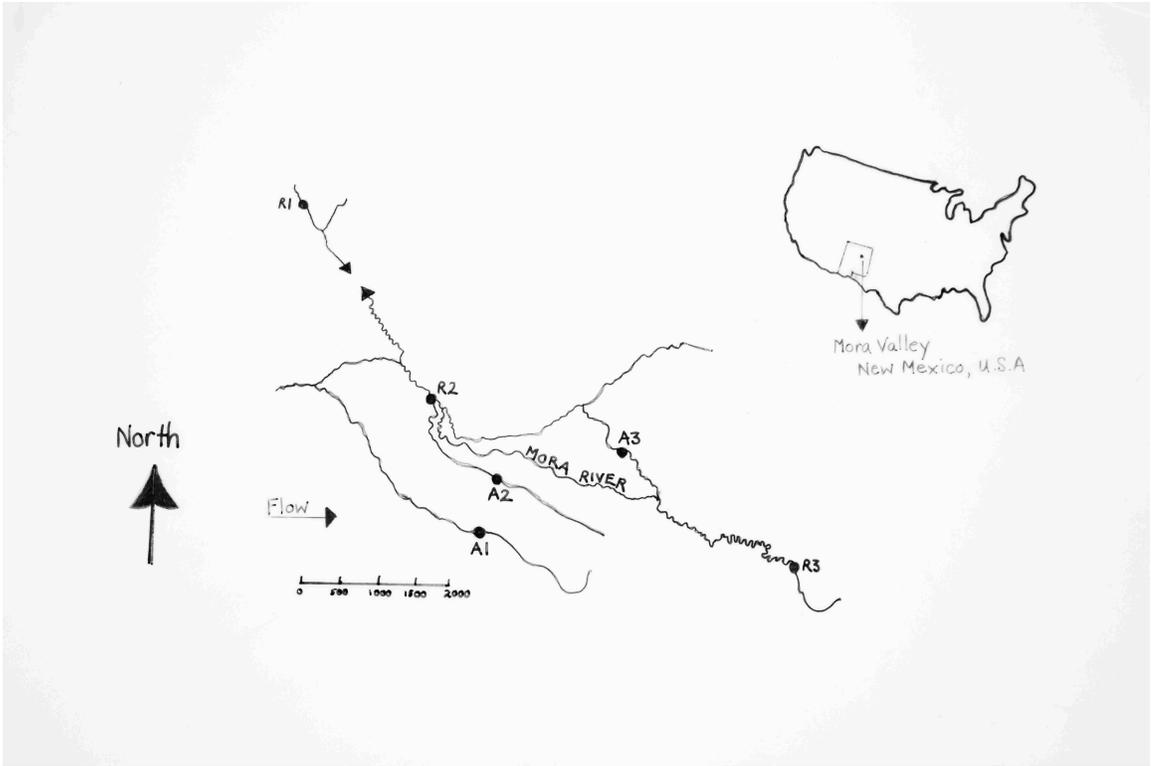 R1
Mora Valley
New Mexico, U.S.A
R2
North
A3
MORA RIVER
A2
Flow
A1
R3
0 500 1000 1500 2000